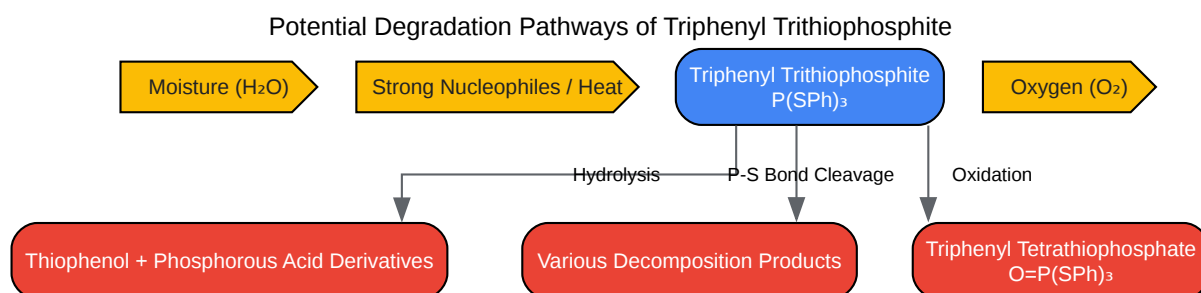 Potential Degradation Pathways of Triphenyl Trithiophosphite
Moisture (H₂O)
Strong Nucleophiles / Heat
Triphenyl Trithiophosphite
P(SPh)₃
Oxygen (O₂)
Hydrolysis
P-S Bond Cleavage
Oxidation
Thiophenol + Phosphorous Acid Derivatives
Various Decomposition Products
Triphenyl Tetrathiophosphate
O=P(SPh)₃